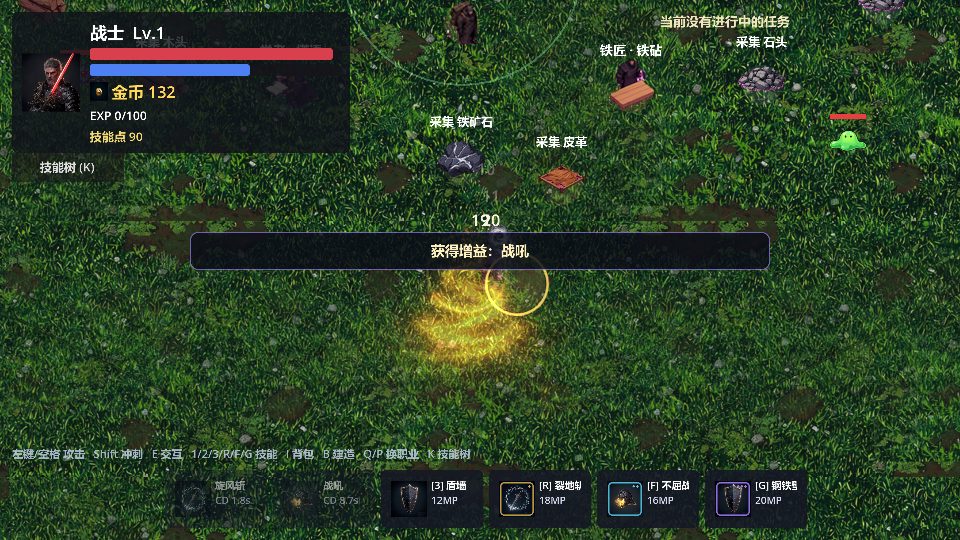 战士 Lv.1
当前没有进行中的任务
采集 木头
铁匠 · 铁砧
采集 石头
金币 132
EXP 0/100
技能点 90
采集 铁矿石
采集 皮革
技能树 (K)
获得增益：战吼
左键/空格 攻击 Shift 冲刺 E 交互 1/2/3/R/F/G 技能 I 背包 B 建造 Q/P 换职业 K 技能树
旋风斩
CD 1.8s
战吼
CD 8.7s
[3] 盾墙
12MP
[R] 裂地斩
18MP
[F] 不屈战
16MP
[G] 钢铁
20MP